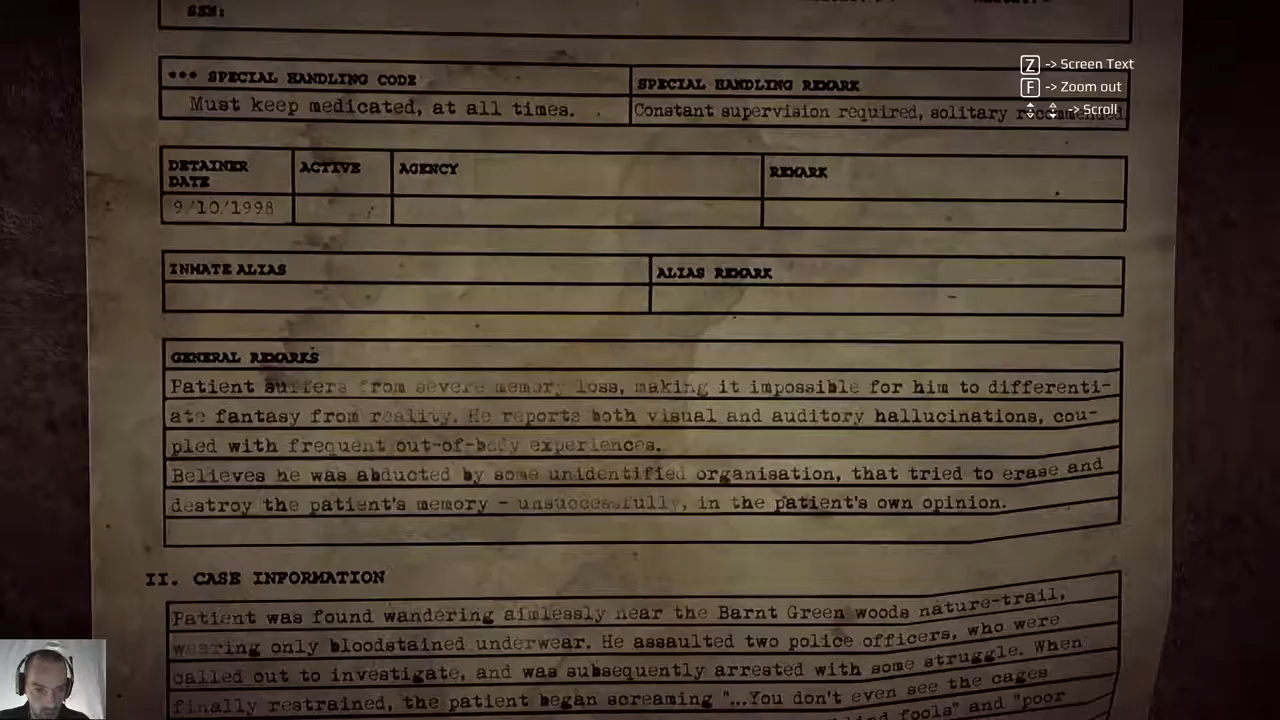 SSN:
*** SPECIAL HANDLING CODE
SPECIAL HANDLING REMARK
Must keep medicated, at all times.
Constant supervision required, solitary recommended.
Z -> Screen Text
F -> Zoom out
-> Scroll
DETAINER DATE
ACTIVE
AGENCY
REMARK
9/10/1998
INMATE ALIAS
ALIAS REMARK
GENERAL REMARKS
Patient suffers from severe memory loss, making it impossible for him to differenti-
ate fantasy from reality. He reports both visual and auditory hallucinations, cou-
pled with frequent out-of-body experiences.
Believes he was abducted by some unidentified organisation, that tried to erase and
destroy the patient's memory - unsuccessfully, in the patient's own opinion.
II. CASE INFORMATION
Patient was found wandering aimlessly near the Barnt Green woods nature-trail,
wearing only bloodstained underwear. He assaulted two police officers, who were
called out to investigate, and was subsequently arrested with some struggle. When
finally restrained, the patient began screaming "...You don't even see the cages
fools" and "poor